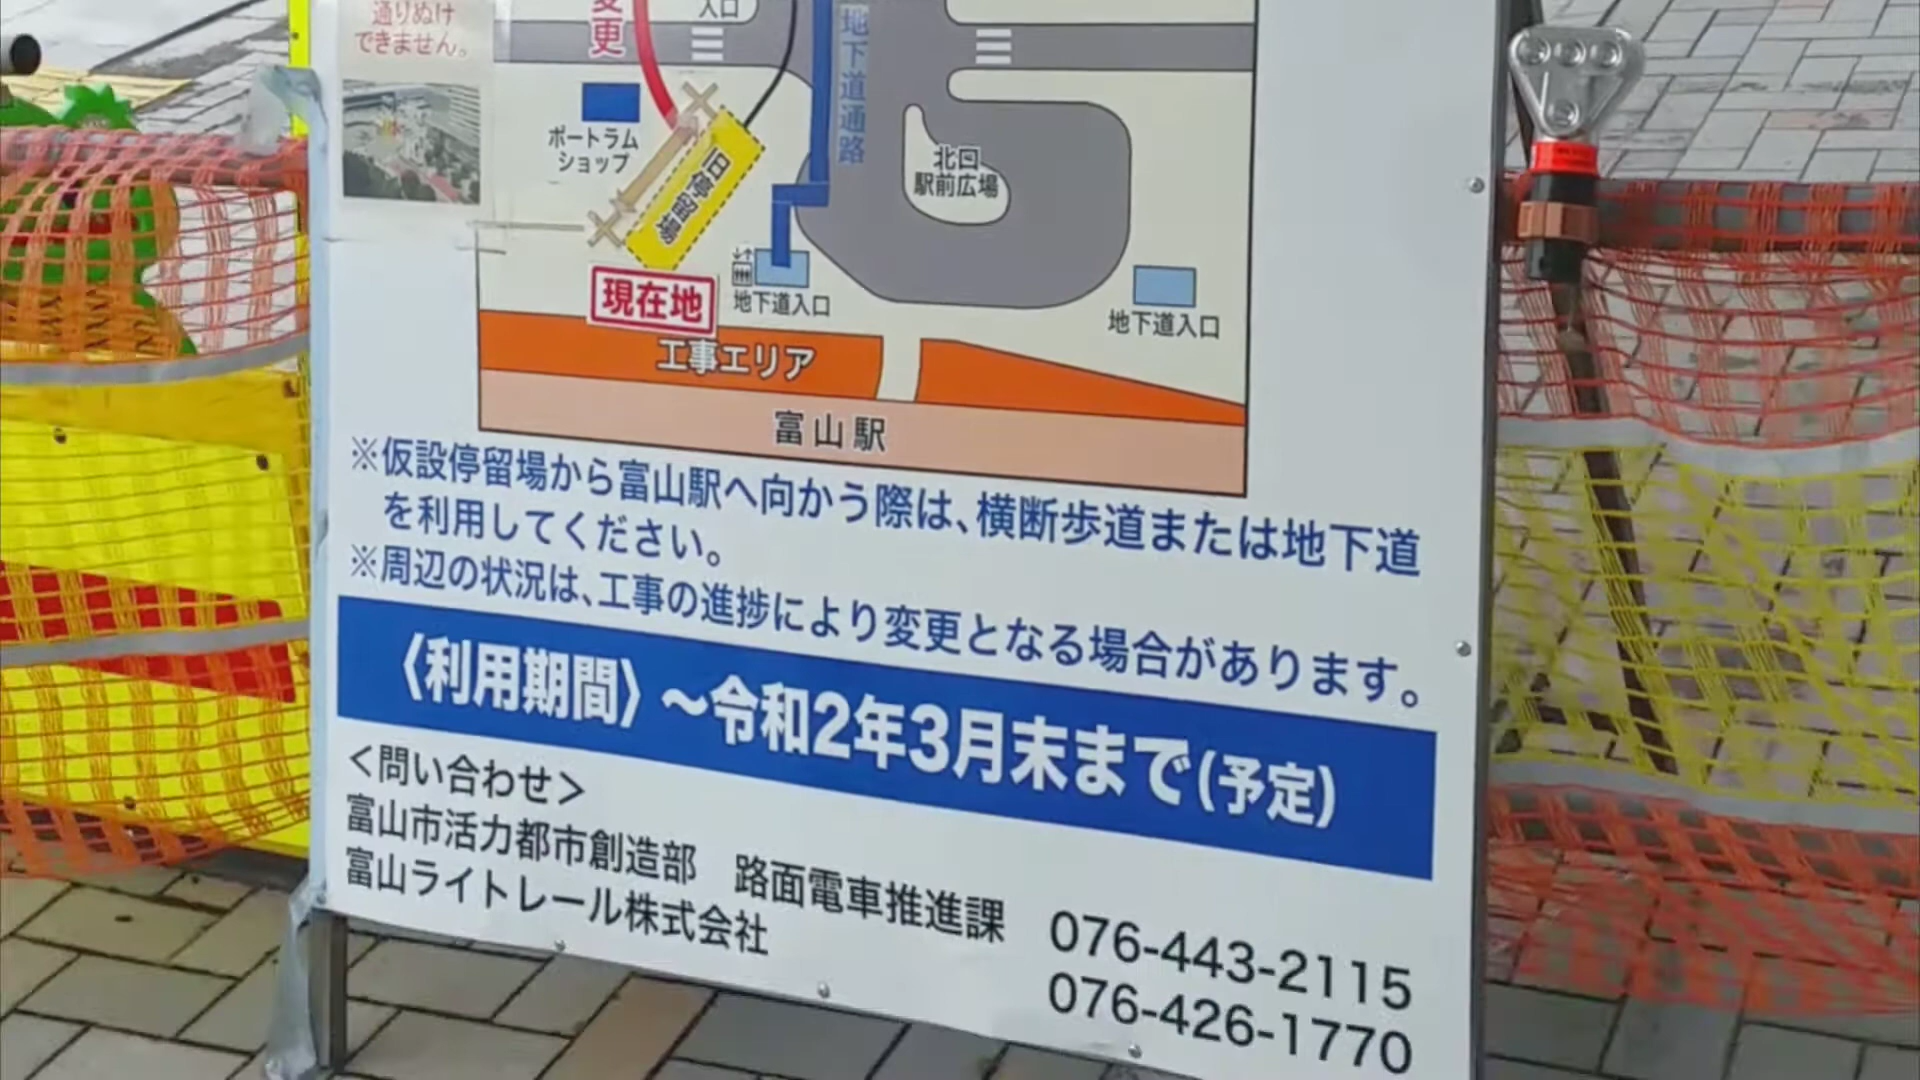 通りぬけ
できません。
変更
入口
地下道通路
ポートラム
ショップ
旧停留場
北口
駅前広場
現在地
地下道入口
地下道入口
工事エリア
富山駅
※仮設停留場から富山駅へ向かう際は、横断歩道または地下道
を利用してください。
※周辺の状況は、工事の進捗により変更となる場合があります。
〈利用期間〉～令和2年3月末まで(予定)
＜問い合わせ＞
富山市活力都市創造部　路面電車推進課　076-443-2115
富山ライトレール株式会社　076-426-1770